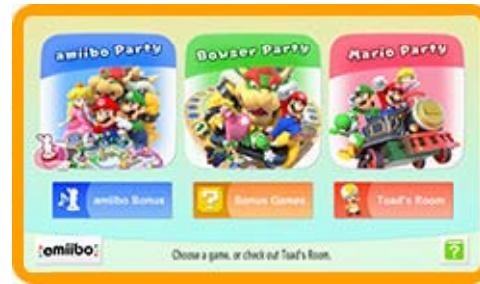 amiibo Party
Bowser Party
Mario Party
amiibo Bonus
Bonus Games
Toad's Room
amiibo
Choose a game, or check out Toad's Room.
?